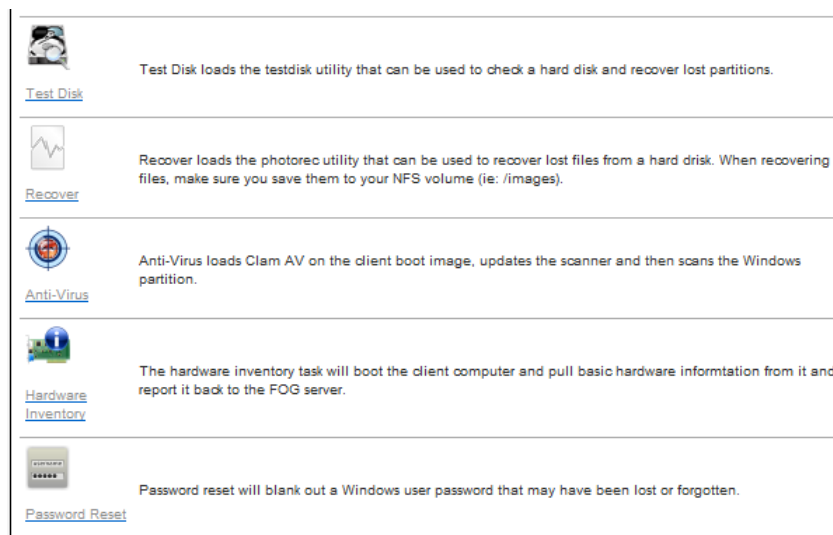 Test Disk loads the testdisk utility that can be used to check a hard disk and recover lost partitions.
Test Disk
Recover loads the photorec utility that can be used to recover lost files from a hard drisk. When recovering
files, make sure you save them to your NFS volume (ie: /images).
Recover
Anti-Virus loads Clam AV on the client boot image, updates the scanner and then scans the Windows
partition.
Anti-Virus
The hardware inventory task will boot the client computer and pull basic hardware informtation from it and
report it back to the FOG server.
Hardware
Inventory
Password reset will blank out a Windows user password that may have been lost or forgotten.
Password Reset